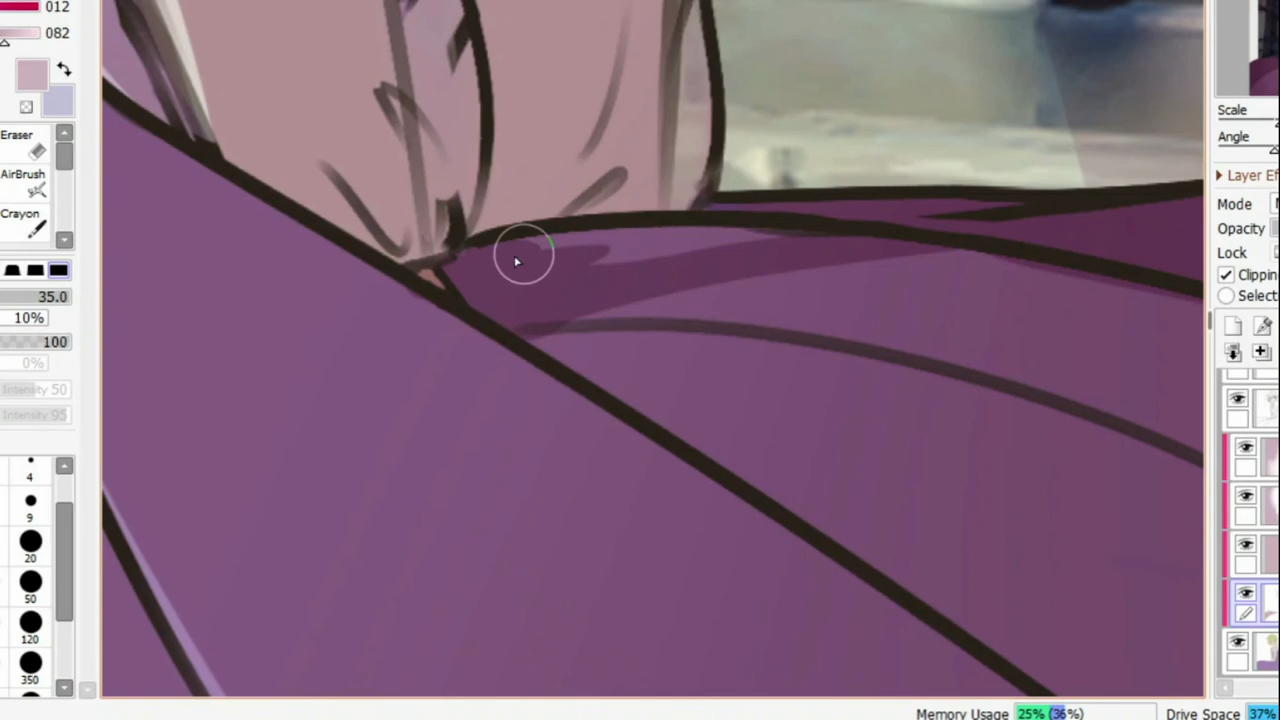 012
082
Eraser
AirBrush
Crayon
35.0
10%
100
0%
Intensity 50
Intensity 95
4
9
20
50
120
350
Scale
Angle
Layer Ef
Mode
Opacity
Lock
Clippin
Select
Memory Usage 25% (36%) Drive Space 37%